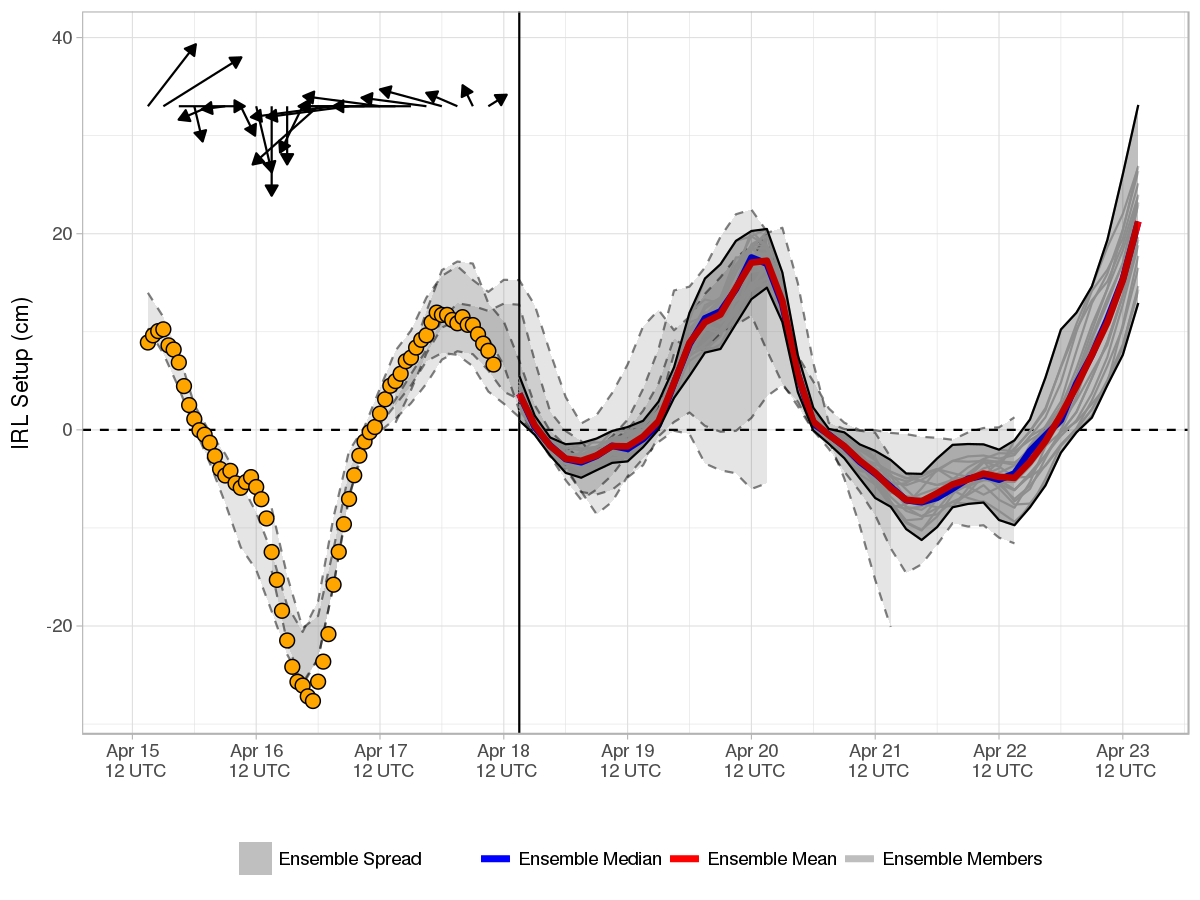 40
20
0
-20
IRL Setup (cm)
Apr 15 Apr 16 Apr 17 Apr 18 Apr 19 Apr 20 Apr 21 Apr 22 Apr 23
12 UTC 12 UTC 12 UTC 12 UTC 12 UTC 12 UTC 12 UTC 12 UTC 12 UTC
Ensemble Spread Ensemble Median Ensemble Mean Ensemble Members